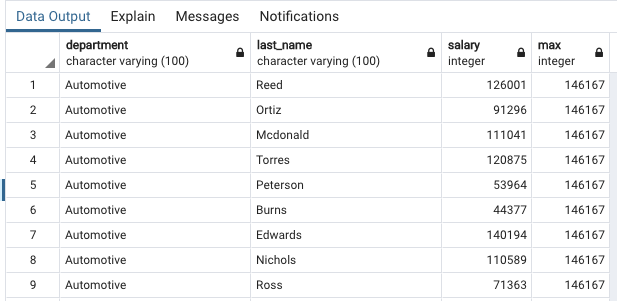 Data Output Explain Messages Notifications
department last_name salary max
character varying (100) character varying (100) integer integer
1 Automotive Reed 126001 146167
2 Automotive Ortiz 91296 146167
3 Automotive Mcdonald 111041 146167
4 Automotive Torres 120875 146167
5 Automotive Peterson 53964 146167
6 Automotive Burns 44377 146167
7 Automotive Edwards 140194 146167
8 Automotive Nichols 110589 146167
9 Automotive Ross 71363 146167